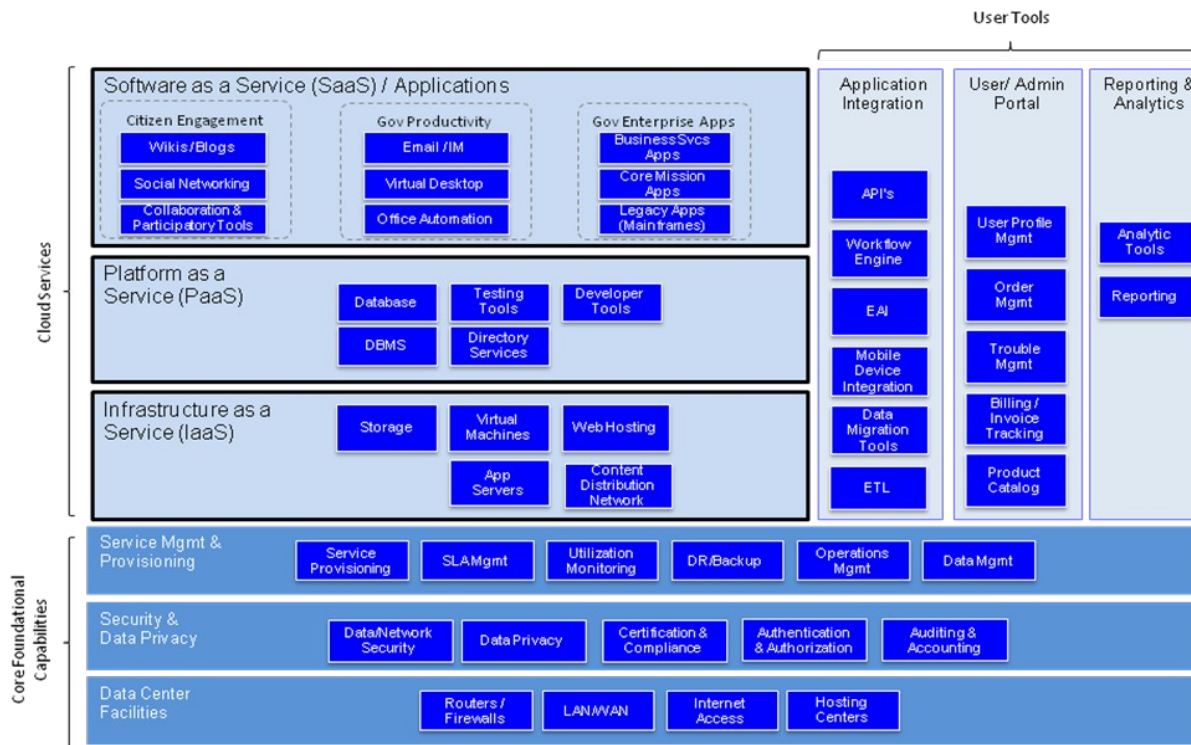 User Tools
Cloud Services
Software as a Service (SaaS) / Applications
Citizen Engagement
Wikis/Blogs
Social Networking
Collaboration &
Participatory Tools
Gov Productivity
Email/IM
Virtual Desktop
Office Automation
Gov Enterprise Apps
Business Svcs
Apps
Core Mission
Apps
Legacy Apps
(Mainframes)
Platform as a
Service (PaaS)
Database
Testing
Tools
Developer
Tools
DBMS
Directory
Services
Infrastructure as a
Service (IaaS)
Storage
Virtual
Machines
Web Hosting
App
Servers
Content
Distribution
Network
Application
Integration
API's
Workflow
Engine
EAI
Mobile
Device
Integration
Data
Migration
Tools
ETL
User/ Admin
Portal
User Profile
Mgmt
Order
Mgmt
Trouble
Mgmt
Billing /
Invoice
Tracking
Product
Catalog
Reporting &
Analytics
Analytic
Tools
Reporting
Core Foundational
Capabilities
Service Mgmt &
Provisioning
Service
Provisioning
SLA Mgmt
Utilization
Monitoring
DR/Backup
Operations
Mgmt
Data Mgmt
Security &
Data Privacy
Data/Network
Security
Data Privacy
Certification &
Compliance
Authentication
& Authorization
Auditing &
Accounting
Data Center
Facilities
Routers /
Firewalls
LAN/WAN
Internet
Access
Hosting
Centers